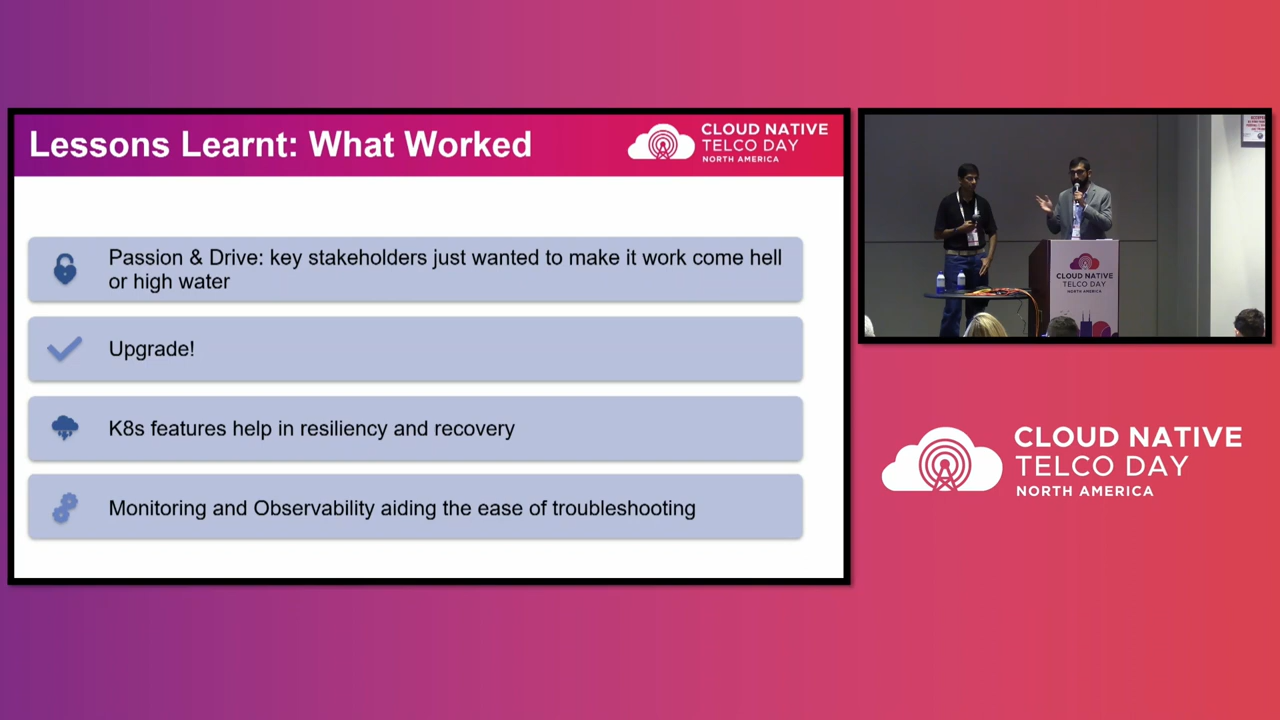 Lessons Learnt: What Worked
CLOUD NATIVE
TELCO DAY
NORTH AMERICA
Passion & Drive: key stakeholders just wanted to make it work come hell
or high water
Upgrade!
K8s features help in resiliency and recovery
Monitoring and Observability aiding the ease of troubleshooting
CLOUD NATIVE
TELCO DAY
NORTH AMERICA
CLOUD NATIVE
TELCO DAY
NORTH AMERICA